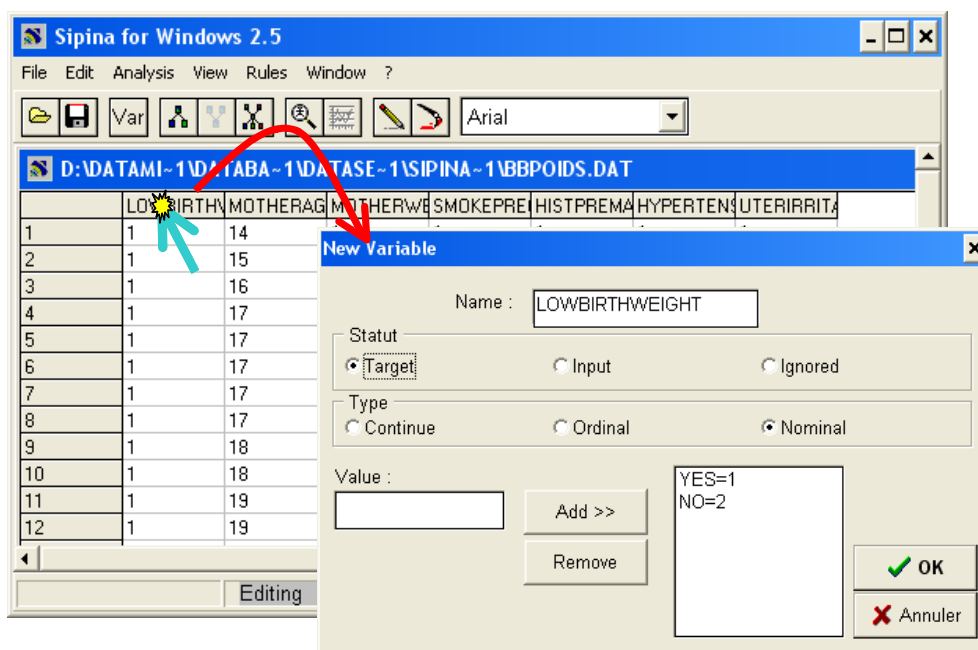 Sipina for Windows 2.5
File Edit Analysis View Rules Window ?
Var Arial
D:\DATAMI~1\DATABA~1\DATASE~1\SIPINA~1\BBPOIDS.DAT
MOTHERAG MOTHERWE SMOKEPRE HISTPREMA HYPERTENS UTERIRRITA
1 1 14
2 1 15
3 1 16
4 1 17
5 1 17
6 1 17
7 1 17
8 1 17
9 1 18
10 1 18
11 1 19
12 1 19
Editing
New Variable
Name : LOWBIRTHWEIGHT
Statut
Target Input Ignored
Type
Continue Ordinal Nominal
Value :
YES=1
NO=2
Add >>
Remove
OK
Annuler